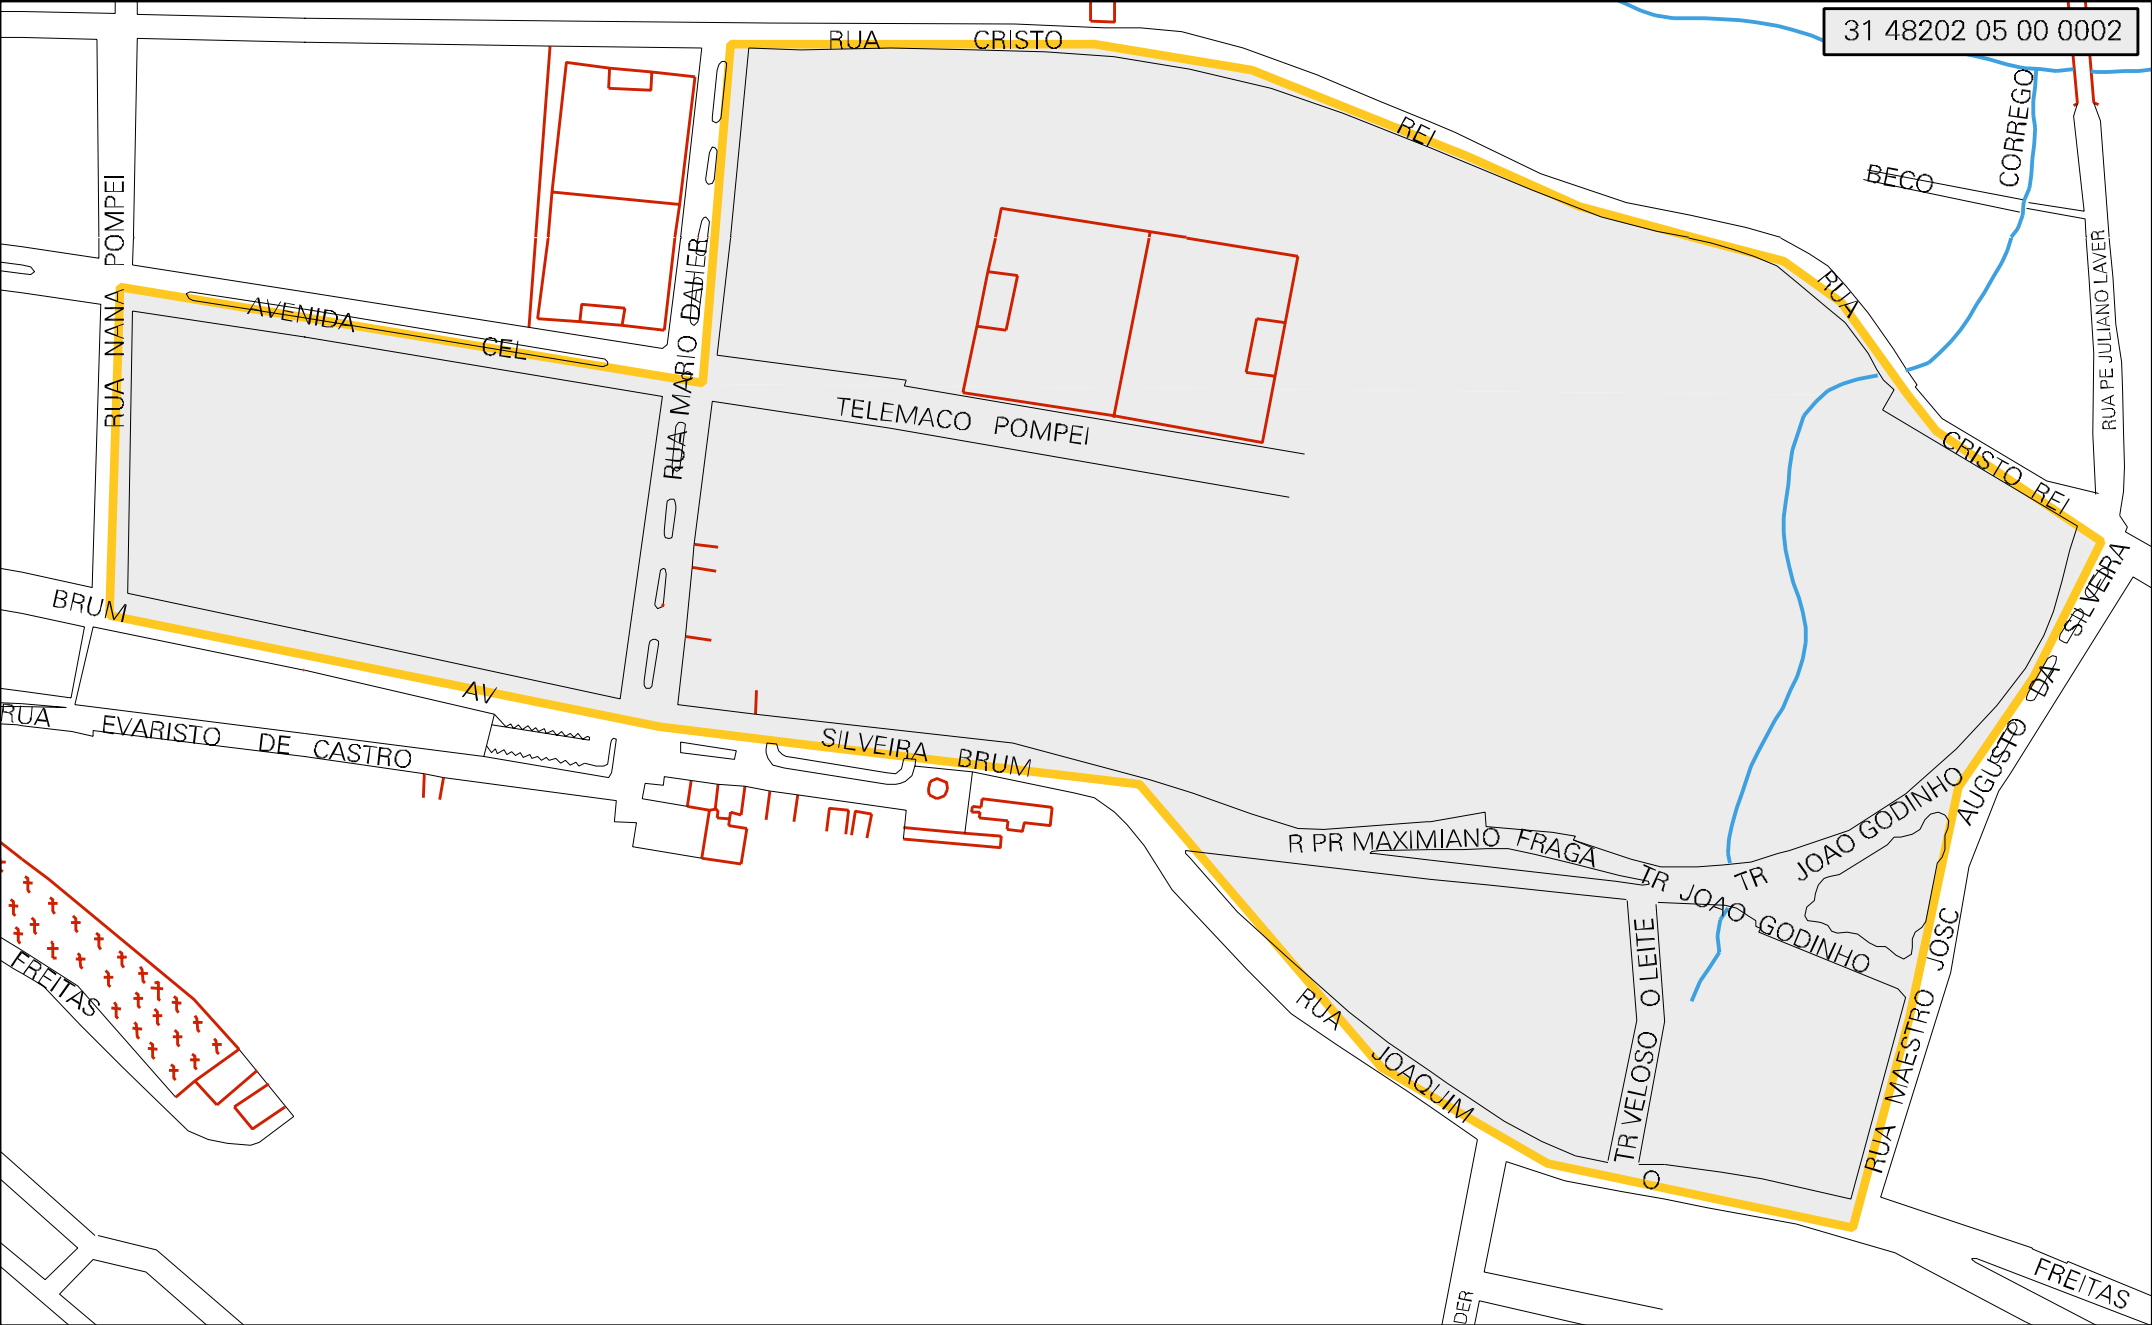 31 48202 05 00 0002
RUA CRISTO REI
RUA CRISTO REI
BECO
CORREGO
RUA PE JULIANO LAVER
RUA NANA POMPEI
AVENIDA CEL TELEMACO POMPEI
RUA MARIO DALIER
BRUM
AV SILVEIRA BRUM
RUA EVARISTO DE CASTRO
R PR MAXIMIANO FRAGA
TR JOAO GODINHO
TR JOAO GODINHO
RUA MAESTRO JOSC AUGUSTO DA SILVEIRA
TR VELOSO O LEITE
RUA JOAQUIM O
FREITAS
FREITAS
DER